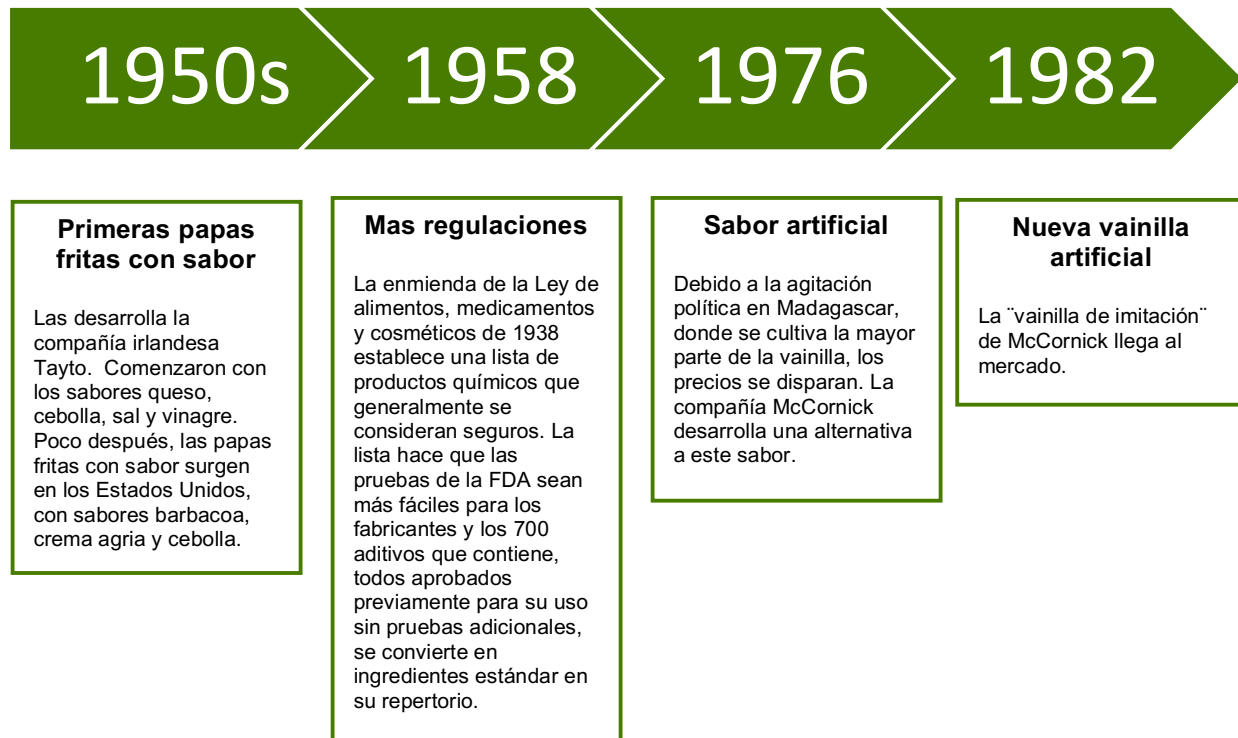 1950s
1958
1976
1982
Primeras papas
fritas con sabor
Las desarrolla la
compañía irlandesa
Tayto.  Comenzaron con
los sabores queso,
cebolla, sal y vinagre.
Poco después, las papas
fritas con sabor surgen
en los Estados Unidos,
con sabores barbacoa,
crema agria y cebolla.
Mas regulaciones
La enmienda de la Ley de
alimentos, medicamentos
y cosméticos de 1938
establece una lista de
productos químicos que
generalmente se
consideran seguros. La
lista hace que las
pruebas de la FDA sean
más fáciles para los
fabricantes y los 700
aditivos que contiene,
todos aprobados
previamente para su uso
sin pruebas adicionales,
se convierte en
ingredientes estándar en
su repertorio.
Sabor artificial
Debido a la agitación
política en Madagascar,
donde se cultiva la mayor
parte de la vainilla, los
precios se disparan. La
compañía McCornick
desarrolla una alternativa
a este sabor.
Nueva vainilla
artificial
La ¨vainilla de imitación¨
de McCornick llega al
mercado.